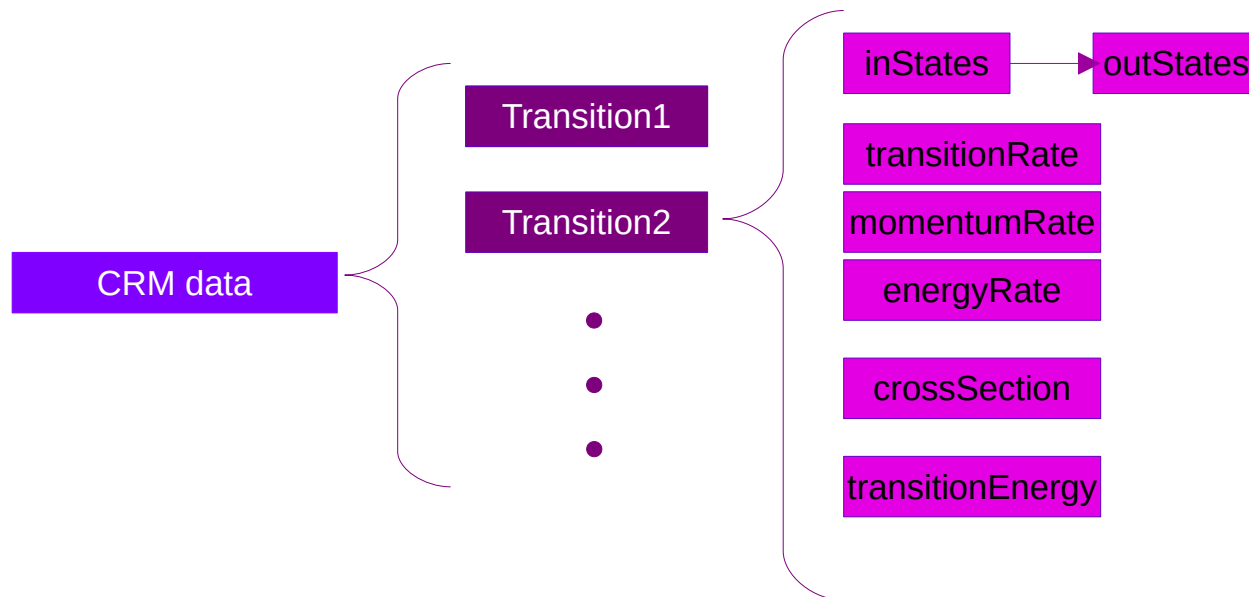 CRM data
Transition1
Transition2
inStates
outStates
transitionRate
momentumRate
energyRate
crossSection
transitionEnergy